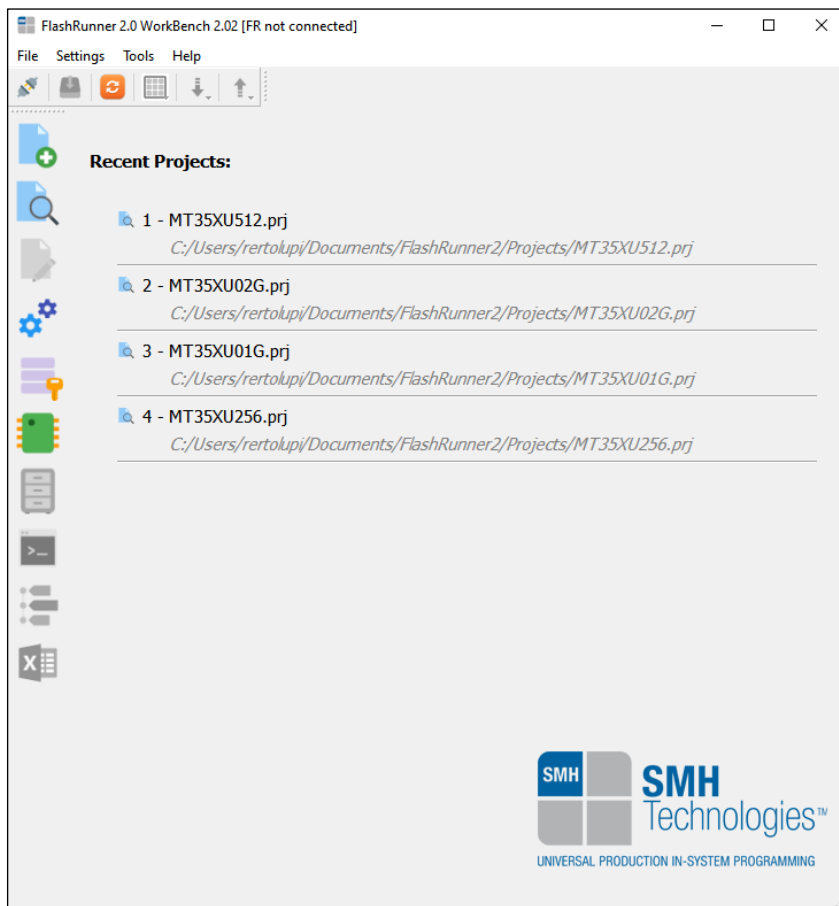 FlashRunner 2.0 WorkBench 2.02 [FR not connected]
File Settings Tools Help
Recent Projects:
1 - MT35XU512.prj
C:/Users/rertolupi/Documents/FlashRunner2/Projects/MT35XU512.prj
2 - MT35XU02G.prj
C:/Users/rertolupi/Documents/FlashRunner2/Projects/MT35XU02G.prj
3 - MT35XU01G.prj
C:/Users/rertolupi/Documents/FlashRunner2/Projects/MT35XU01G.prj
4 - MT35XU256.prj
C:/Users/rertolupi/Documents/FlashRunner2/Projects/MT35XU256.prj
SMH
SMH
Technologies™
UNIVERSAL PRODUCTION IN-SYSTEM PROGRAMMING